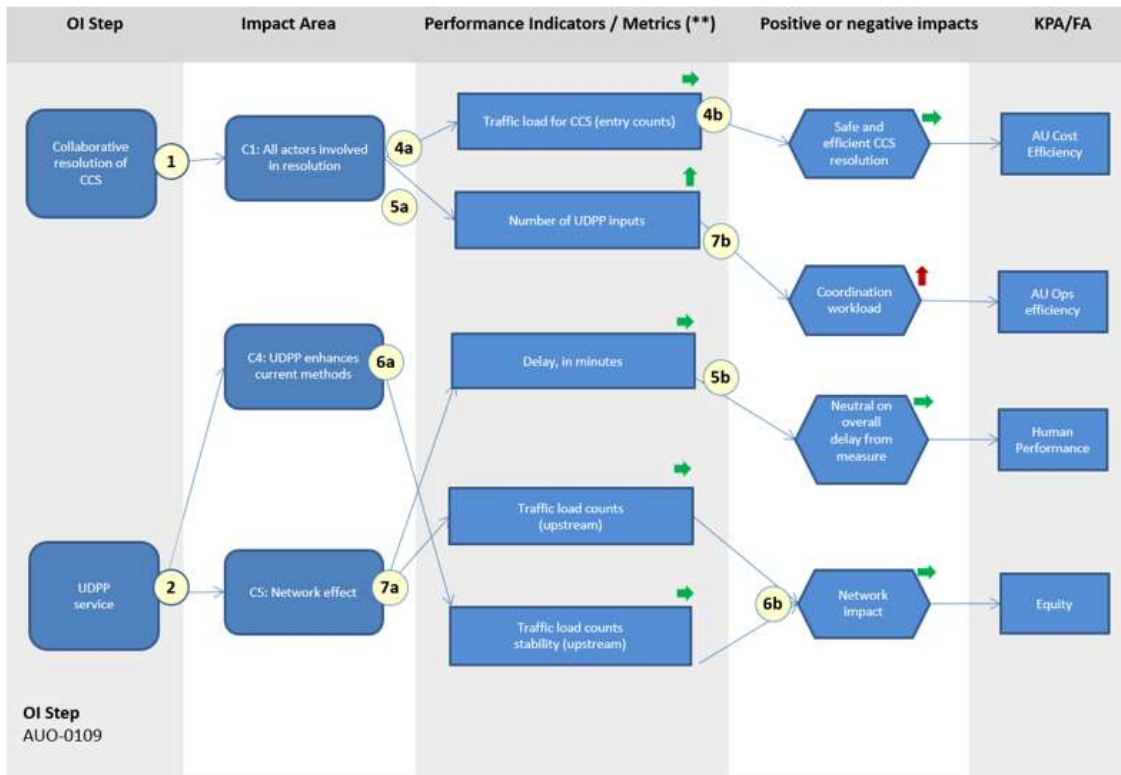 OI Step
Impact Area
Performance Indicators / Metrics (**)
Positive or negative impacts
KPA/FA
Collaborative
resolution of
CCS
1
C1: All actors involved
in resolution
4a
5a
Traffic load for CCS (entry counts)
4b
Safe and
efficient CCS
resolution
AU Cost
Efficiency
Number of UDPP inputs
7b
Coordination
workload
AU Ops
efficiency
C4: UDPP enhances
current methods
6a
Delay, in minutes
5b
Neutral on
overall
delay from
measure
Human
Performance
Traffic load counts
(upstream)
UDPP
service
2
C5: Network effect
7a
6b
Network
impact
Equity
Traffic load counts
stability (upstream)
OI Step
AUO-0109